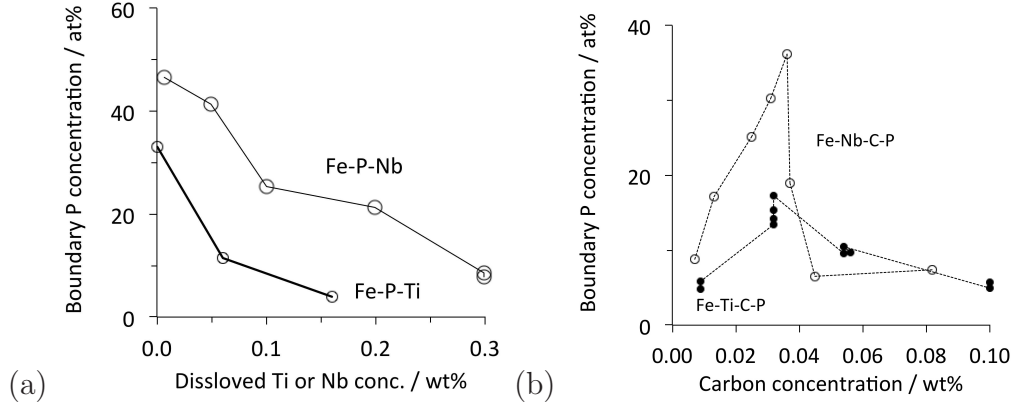 Boundary P concentration / at%
60
40
20
0
Fe-P-Nb
Fe-P-Ti
0.0 0.1 0.2 0.3
Dissloved Ti or Nb conc. / wt%
(a)
Boundary P concentration / at%
40
20
0
Fe-Nb-C-P
Fe-Ti-C-P
0.00 0.02 0.04 0.06 0.08 0.10
Carbon concentration / wt%
(b)